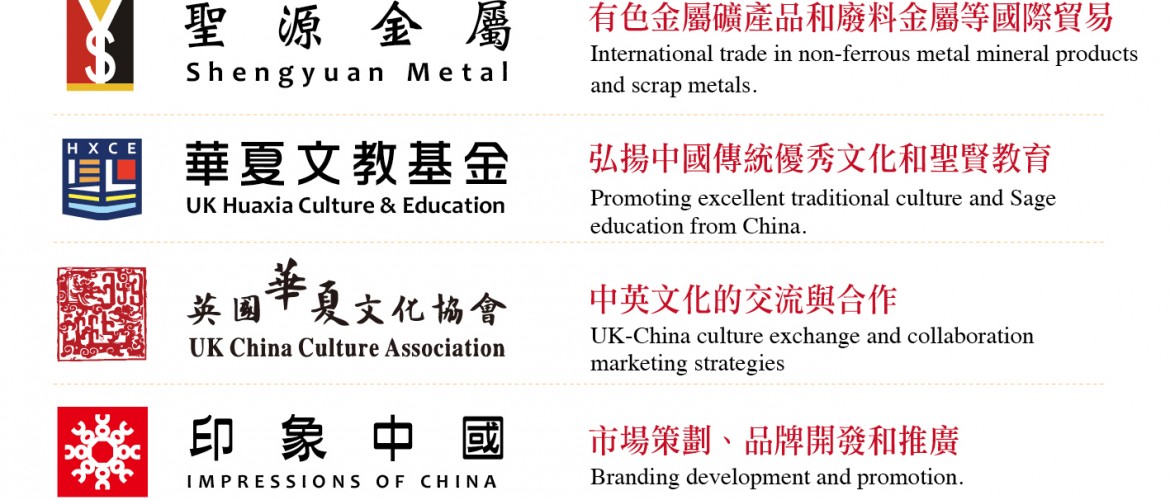 YS
聖源金屬
Shengyuan Metal
有色金屬礦產品和廢料金屬等國際貿易
International trade in non-ferrous metal mineral products
and scrap metals.
HXCE
華夏文教基金
UK Huaxia Culture & Education
弘揚中國傳統優秀文化和聖賢教育
Promoting excellent traditional culture and Sage
education from China.
英國華夏文化協會
UK China Culture Association
中英文化的交流與合作
UK-China culture exchange and collaboration
marketing strategies
印象中國
IMPRESSIONS OF CHINA
市場策劃、品牌開發和推廣
Branding development and promotion.